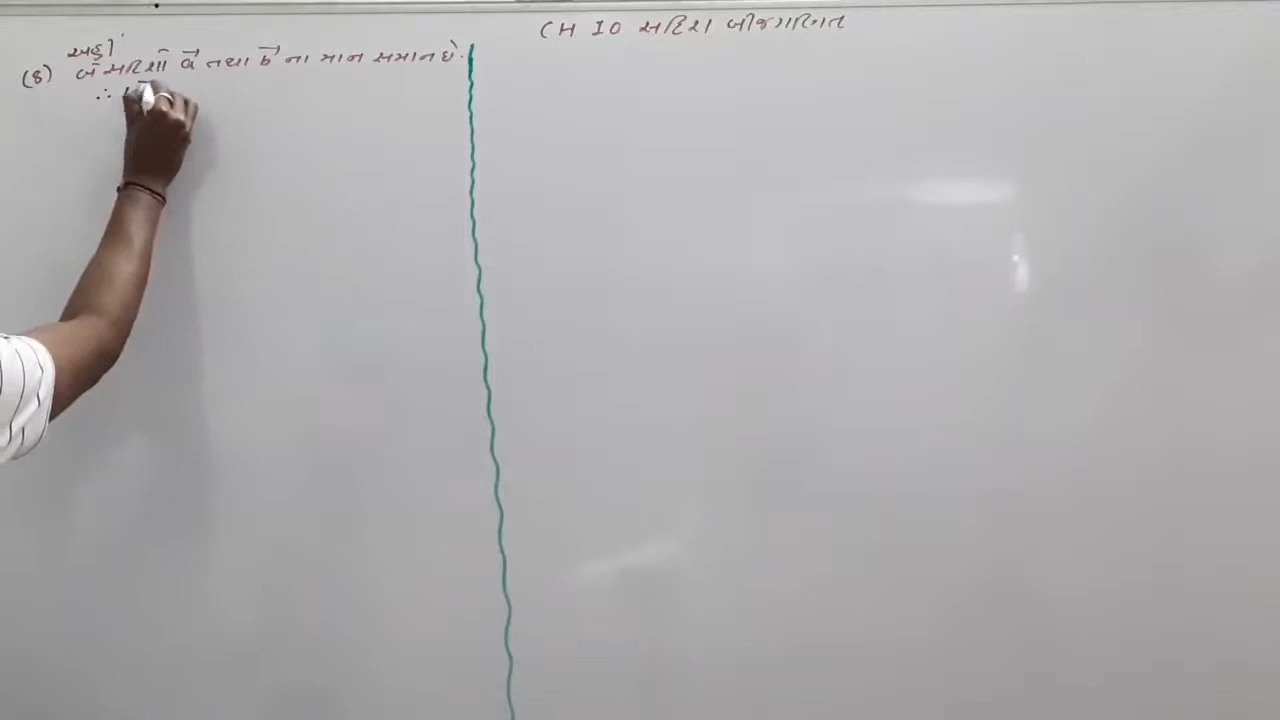 CH 10 સદિશ બીજગણિત
અહીં
(8) બે સદિશો a⃗ તથા b⃗ ના માન સમાન છે.
∴